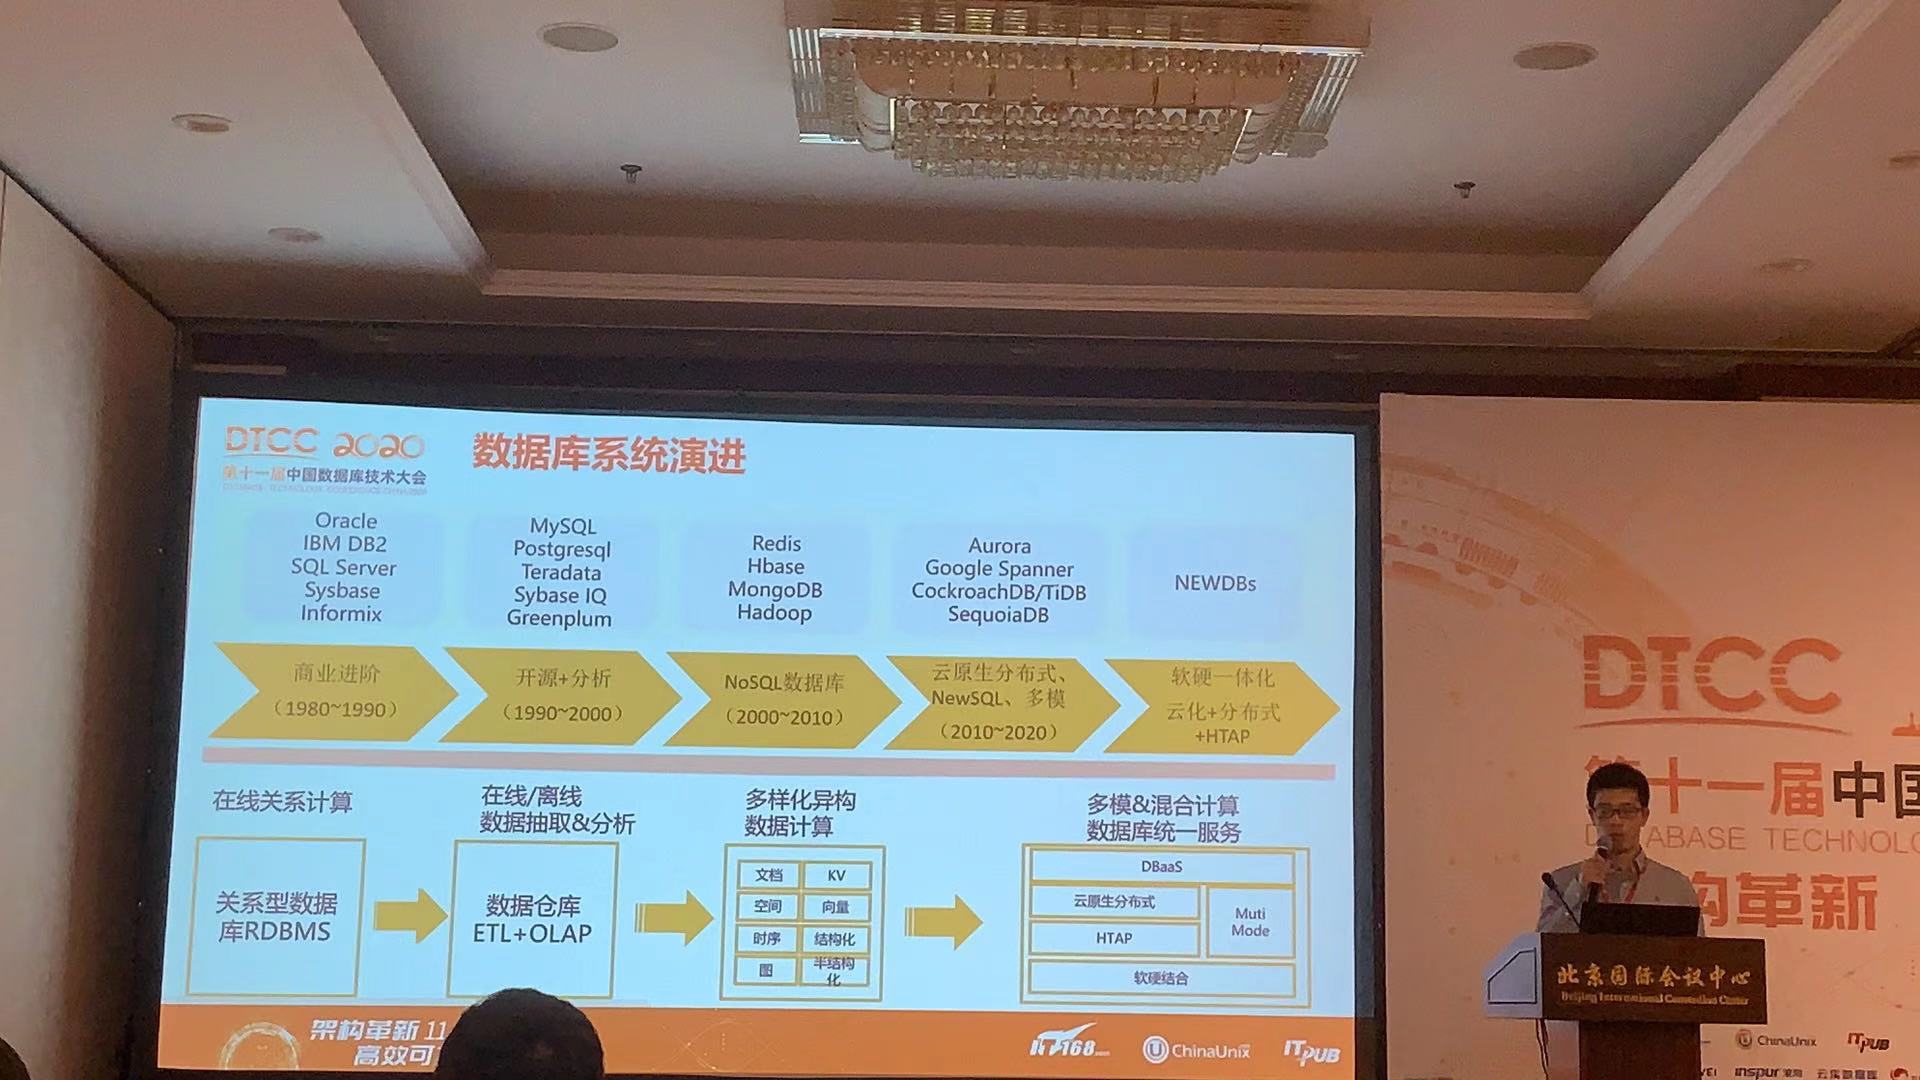 DTCC 2020
第十一届中国数据库技术大会
数据库系统演进
Oracle
IBM DB2
SQL Server
Sysbase
Informix
MySQL
Postgresql
Teradata
Sybase IQ
Greenplum
Redis
Hbase
MongoDB
Hadoop
Aurora
Google Spanner
CockroachDB/TiDB
SequoiaDB
NEWDBs
商业进阶
（1980~1990）
开源+分析
（1990~2000）
NoSQL数据库
（2000~2010）
云原生分布式、
NewSQL、多模
（2010~2020）
软硬一体化
云化+分布式
+HTAP
在线关系计算
在线/离线
数据抽取&分析
多样化异构
数据计算
多模&混合计算
数据库统一服务
关系型数据
库RDBMS
数据仓库
ETL+OLAP
文档 KV
空间 向量
时序 结构化
图 半结构
化
DBaaS
云原生分布式
HTAP
Muti
Mode
软硬结合
架构革新 11
高效可
IT168
ChinaUnix
ITPUB
DTCC
十一届中国
ABASE TECHNOLO
构革新
北京国际会议中心
Beijing International Convention Center
ChinaUnix
ITPUB
inspur 浪潮